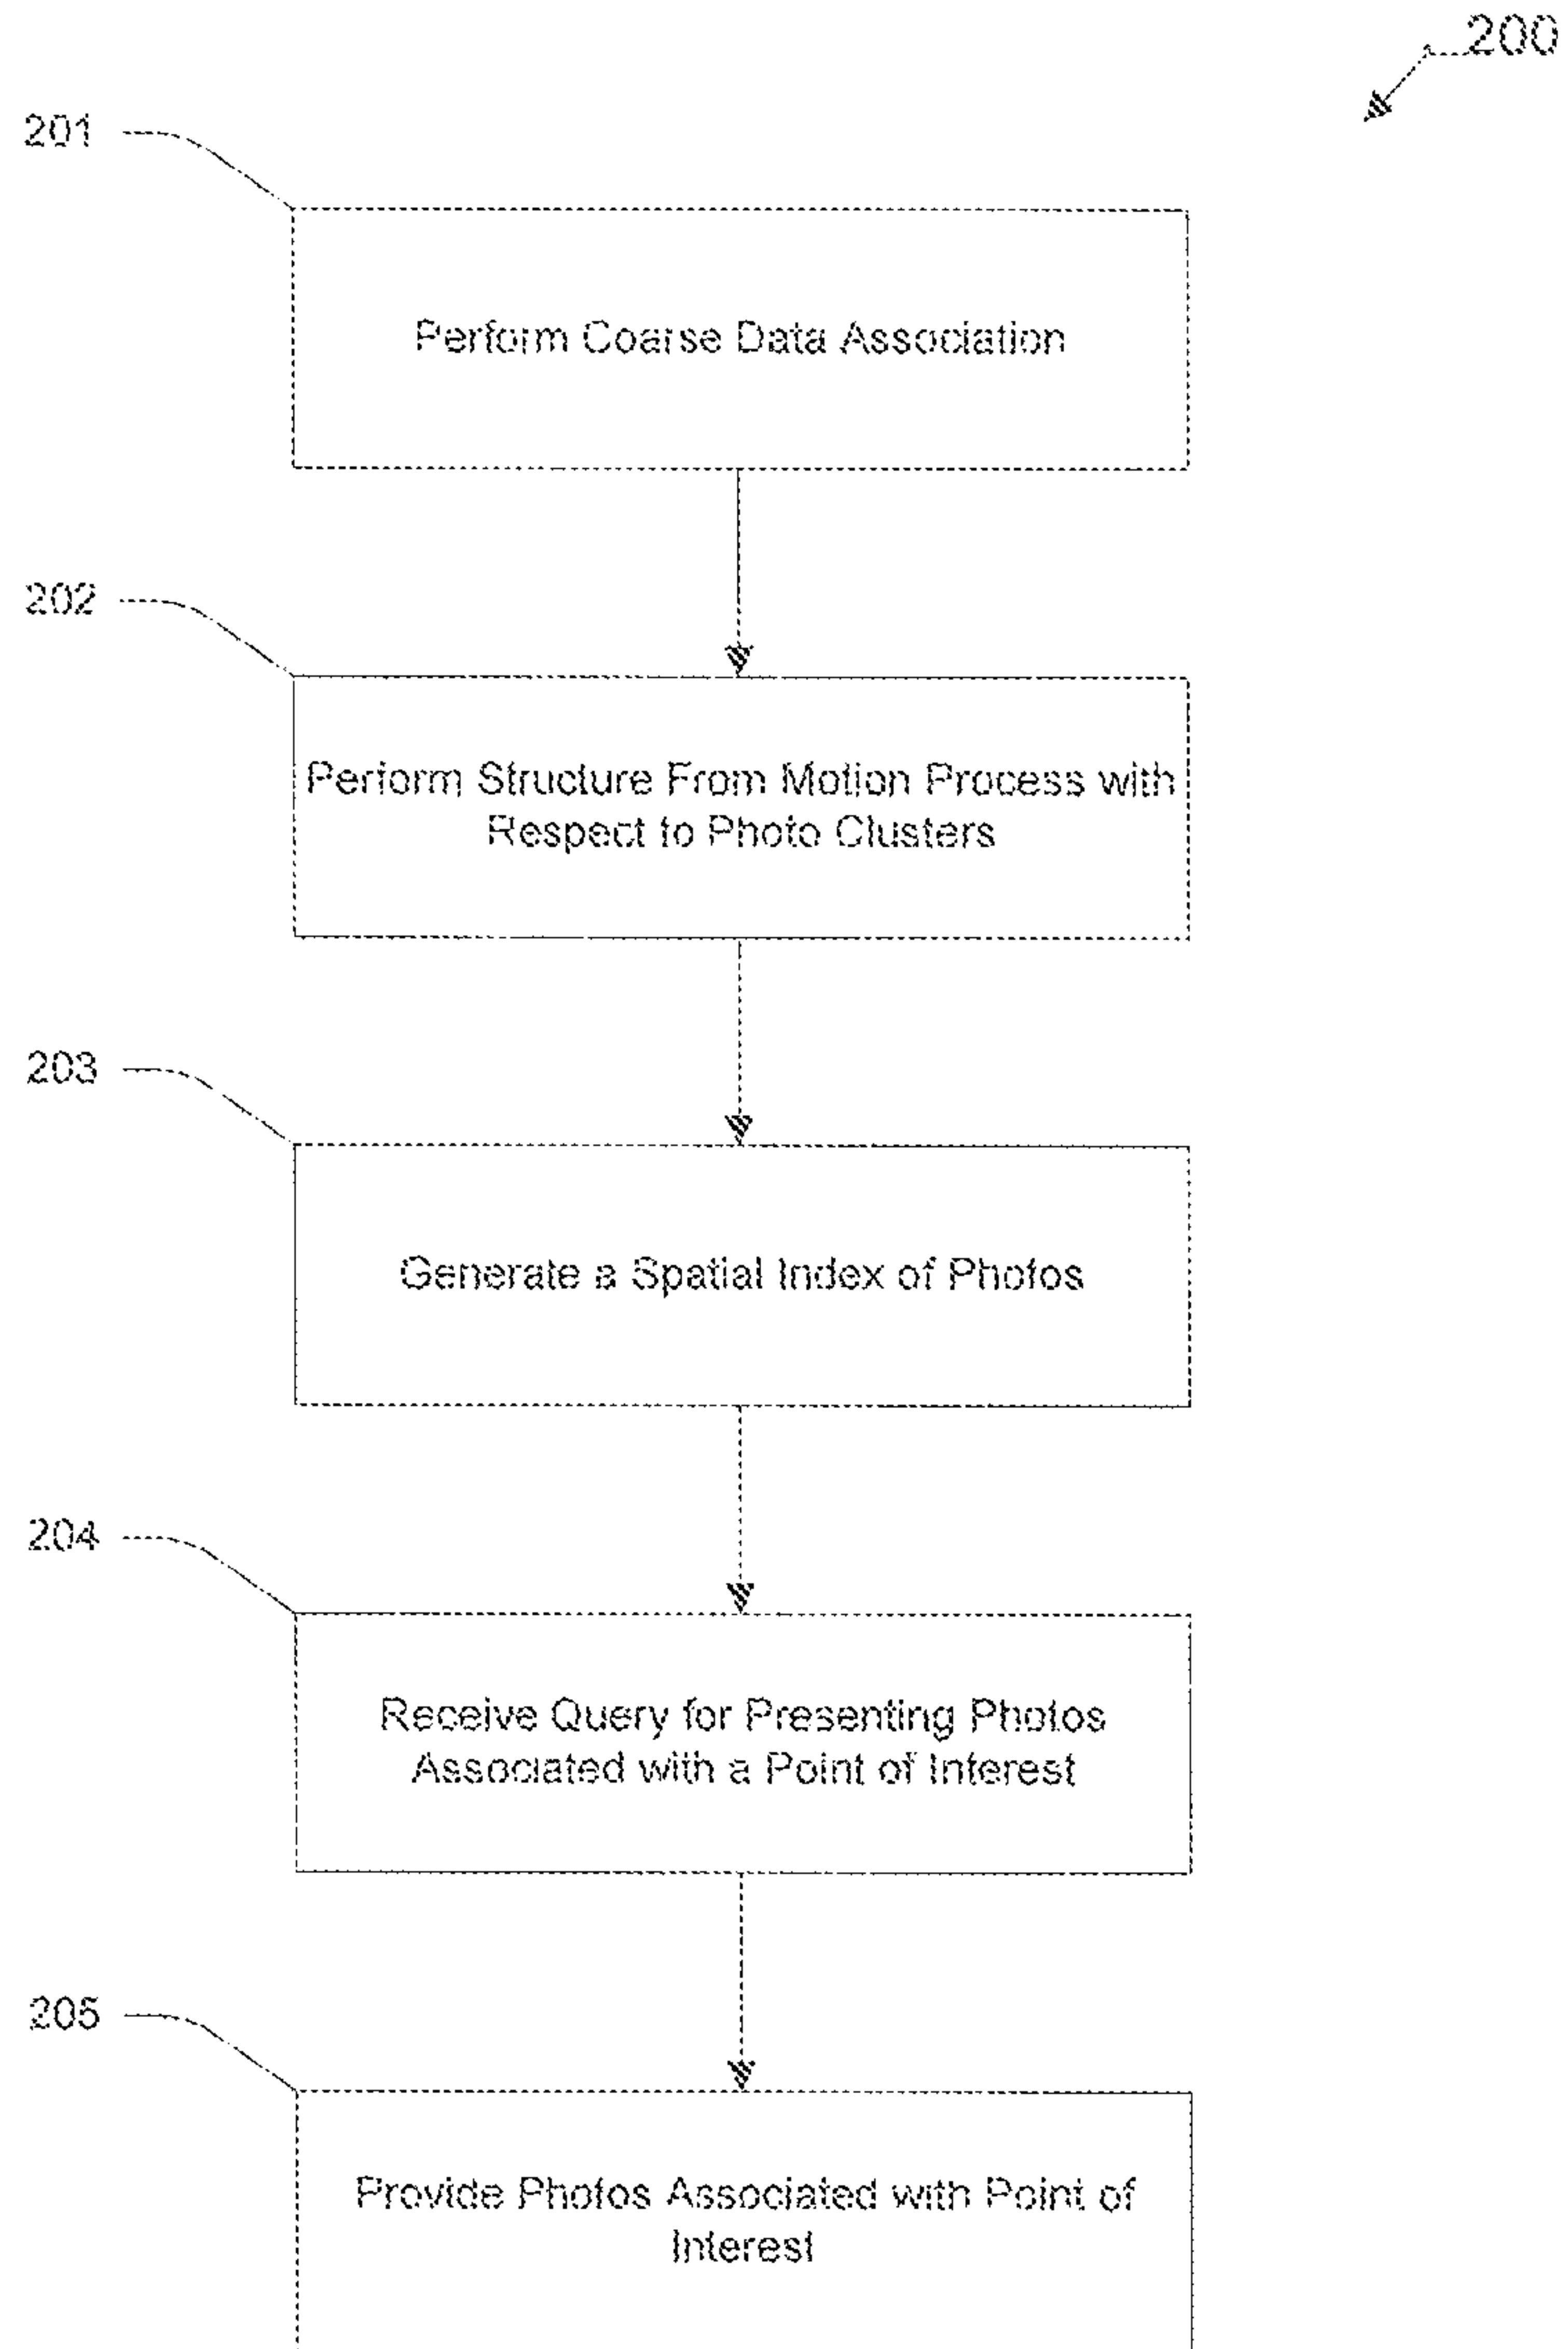 200
201
Perform Coarse Data Association
202
Perform Structure From Motion Process with
Respect to Photo Clusters
203
Generate a Spatial Index of Photos
204
Receive Query for Presenting Photos
Associated with a Point of Interest
205
Provide Photos Associated with Point of
Interest